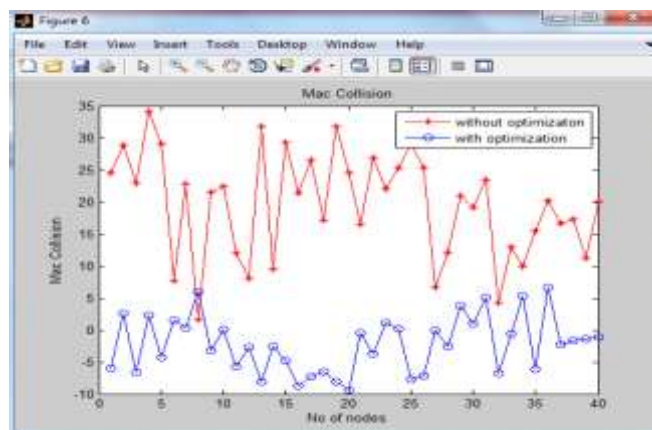 Figure 6
File Edit View Insert Tools Desktop Window Help
Mac Collision
35
30
25
20
15
10
5
0
-5
-10
Mac Collision
without optimizaton
with optimization
0 5 10 15 20 25 30 35 40
No of nodes